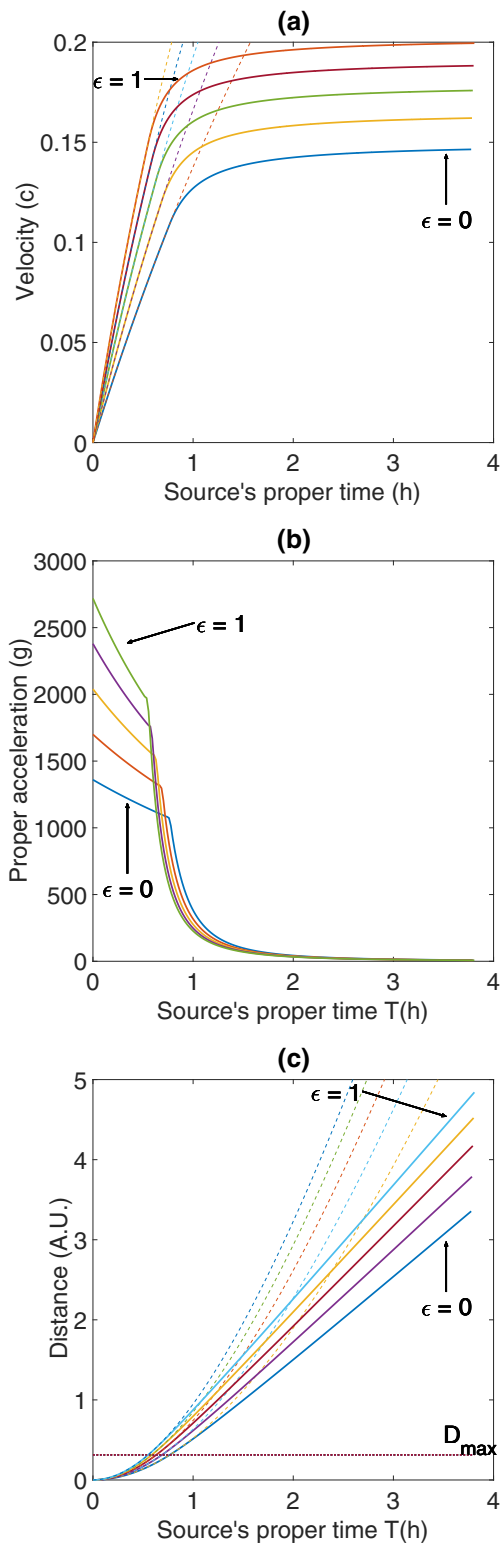 (a)
0.2
ϵ = 1
0.15
Velocity (c)
ϵ = 0
0.1
0.05
0
0 1 2 3 4
Source's proper time (h)
(b)
3000
ϵ = 1
2500
2000
Proper acceleration (g)
1500
1000
ϵ = 0
500
0
0 1 2 3 4
Source's proper time T(h)
(c)
5
ϵ = 1
4
3
Distance (A.U.)
ϵ = 0
2
1
Dmax
0
0 1 2 3 4
Source's proper time T(h)